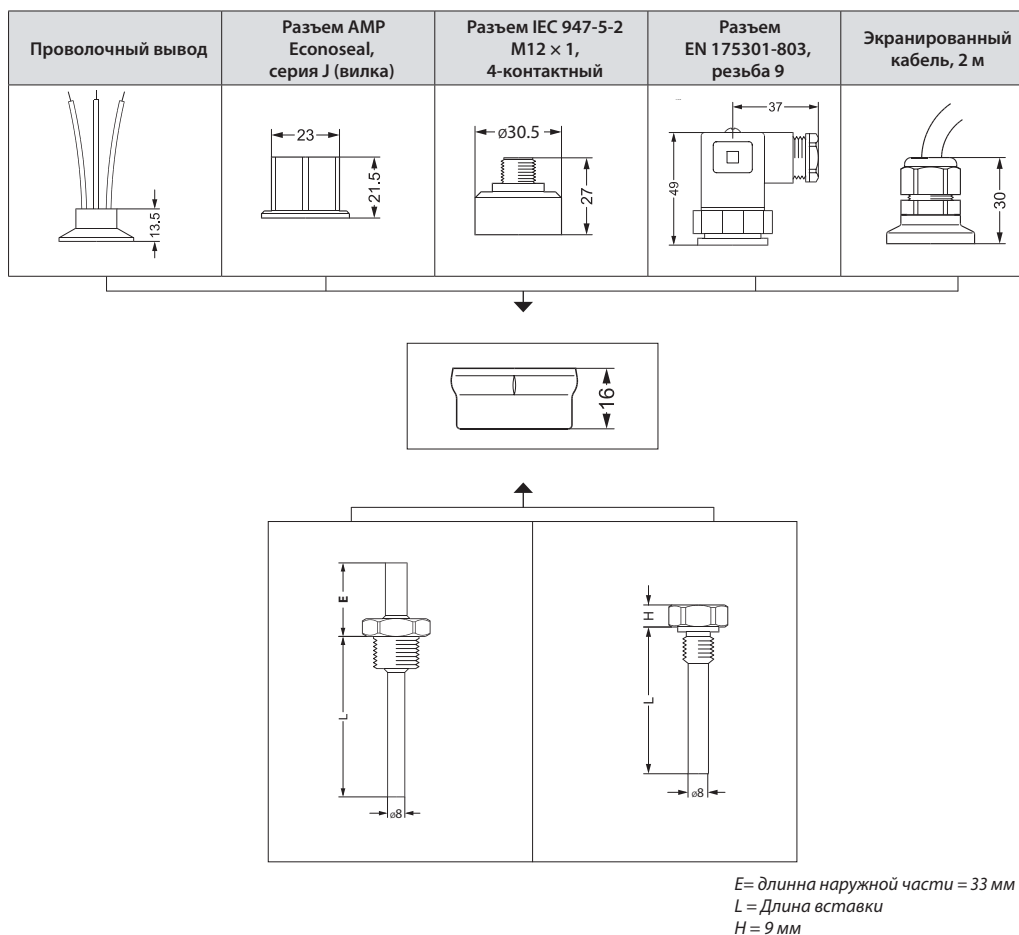 Проволочный вывод
Разъем AMP
Econoseal,
серия J (вилка)
Разъем IEC 947-5-2
M12 × 1,
4-контактный
Разъем
EN 175301-803,
резьба 9
Экранированный
кабель, 2 м
13.5
23
21.5
ø30.5
27
37
49
30
16
E
L
ø8
H
L
ø8
E= длинна наружной части = 33 мм
L = Длина вставки
H = 9 мм